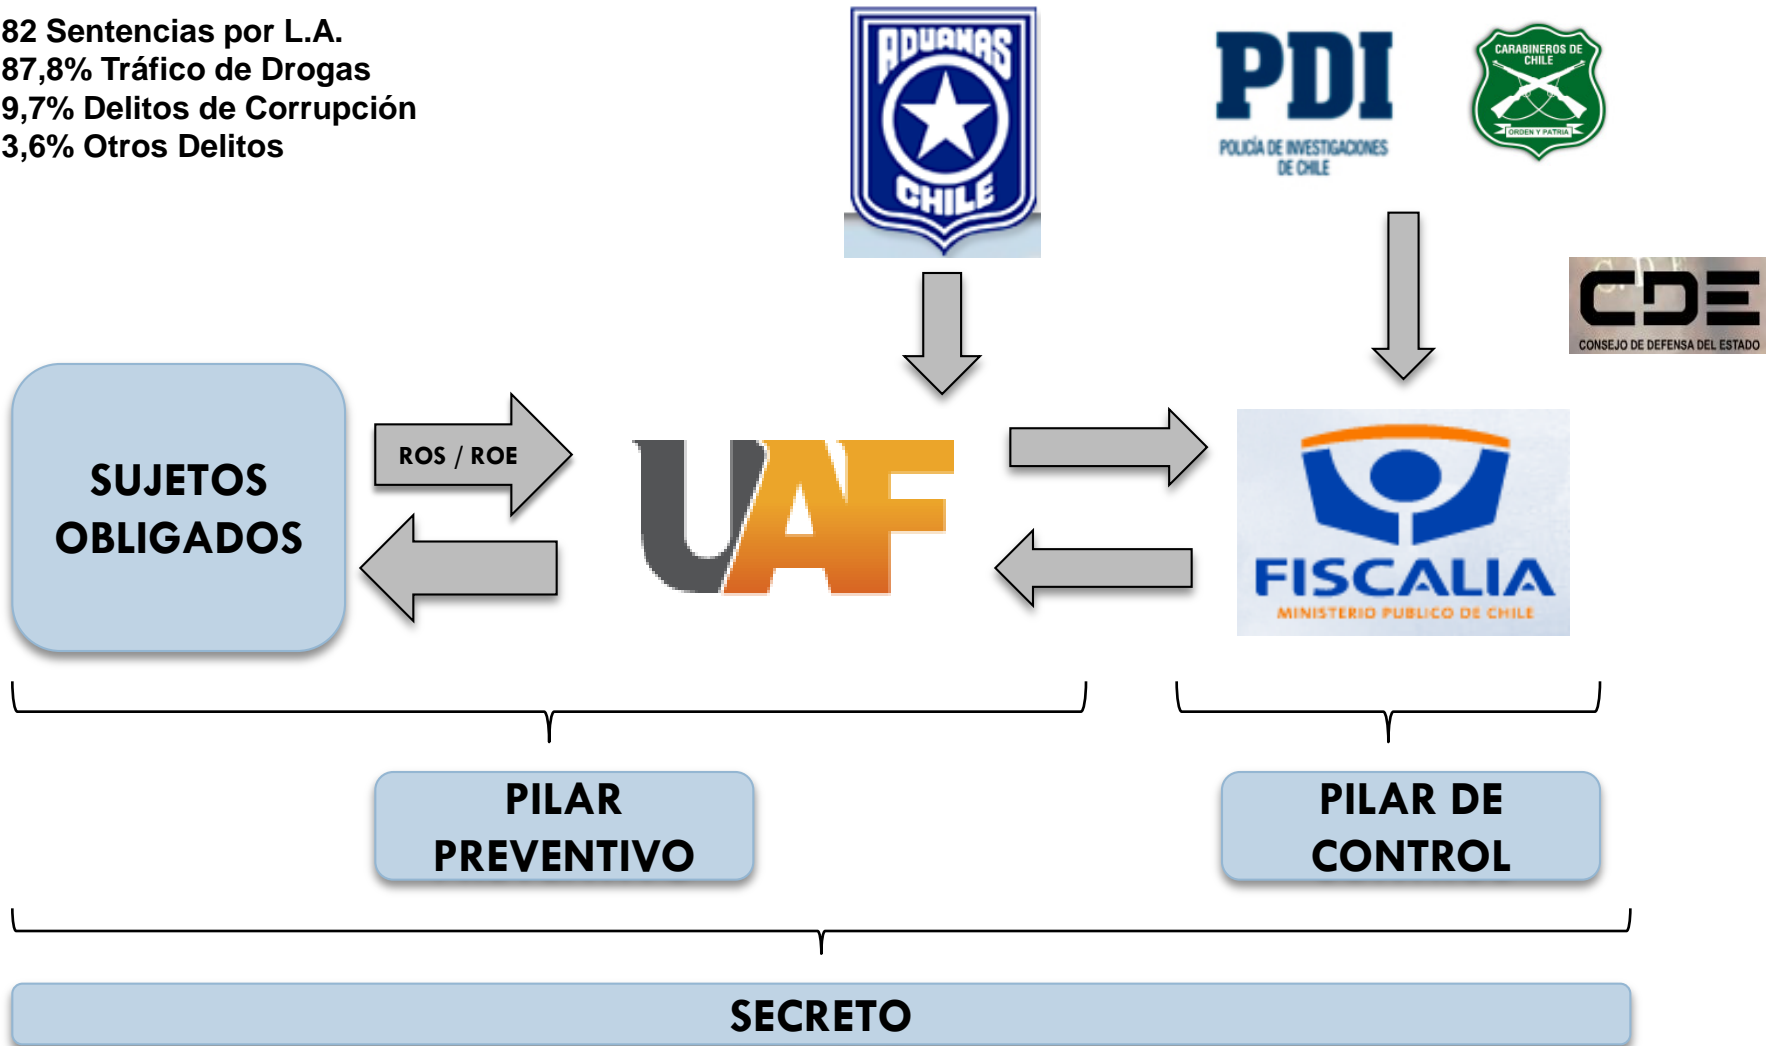 82 Sentencias por L.A.
87,8% Tráfico de Drogas
9,7% Delitos de Corrupción
3,6% Otros Delitos
ADUANAS
CHILE
PDI
POLICÍA DE INVESTIGACIONES
DE CHILE
CARABINEROS DE
CHILE
ORDEN Y PATRIA
CDE
CONSEJO DE DEFENSA DEL ESTADO
SUJETOS
OBLIGADOS
ROS / ROE
UAF
FISCALIA
MINISTERIO PUBLICO DE CHILE
PILAR
PREVENTIVO
PILAR DE
CONTROL
SECRETO